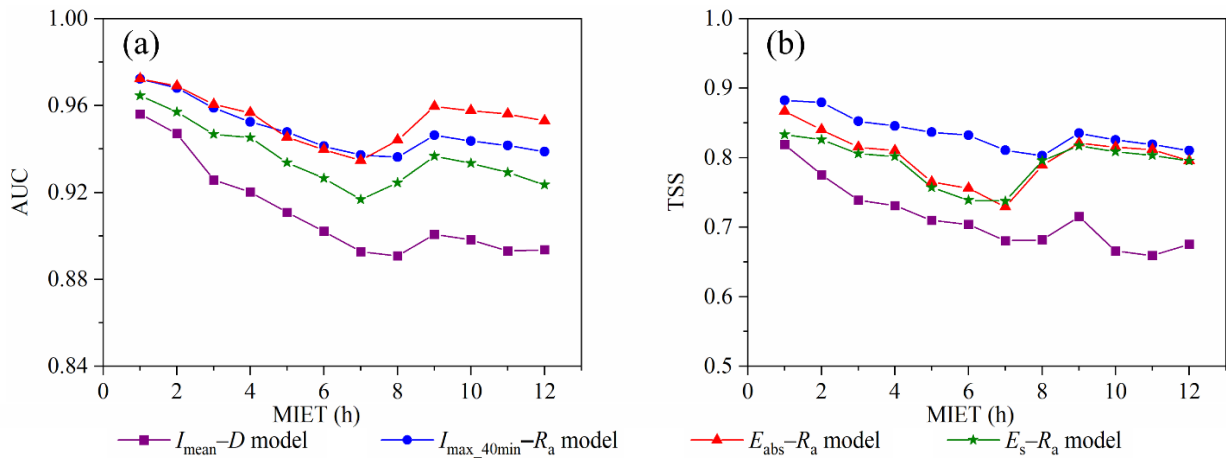 (a)
AUC
1.00
0.96
0.92
0.88
0.84
0 2 4 6 8 10 12
MIET (h)
(b)
TSS
1.0
0.9
0.8
0.7
0.6
0.5
0 2 4 6 8 10 12
MIET (h)
Imean–D model Imax_40min–Ra model Eabs–Ra model Es–Ra model